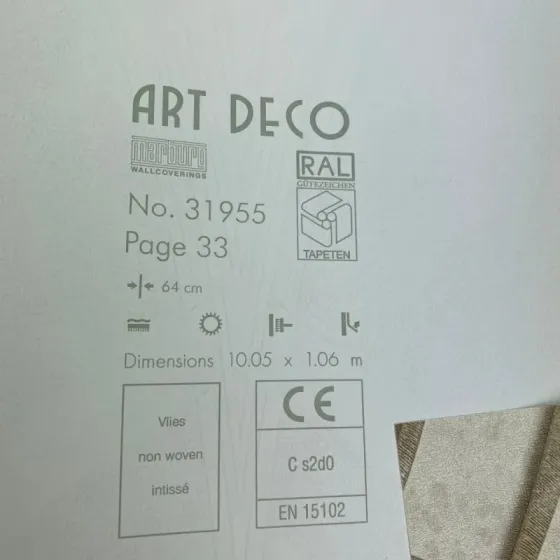 ART DECO
marburg
WALLCOVERINGS
RAL
GÜTEZEICHEN
TAPETEN
No. 31955
Page 33
64 cm
Dimensions 10.05 x 1.06 m
Vlies
non woven
intissé
CE
C s2d0
EN 15102